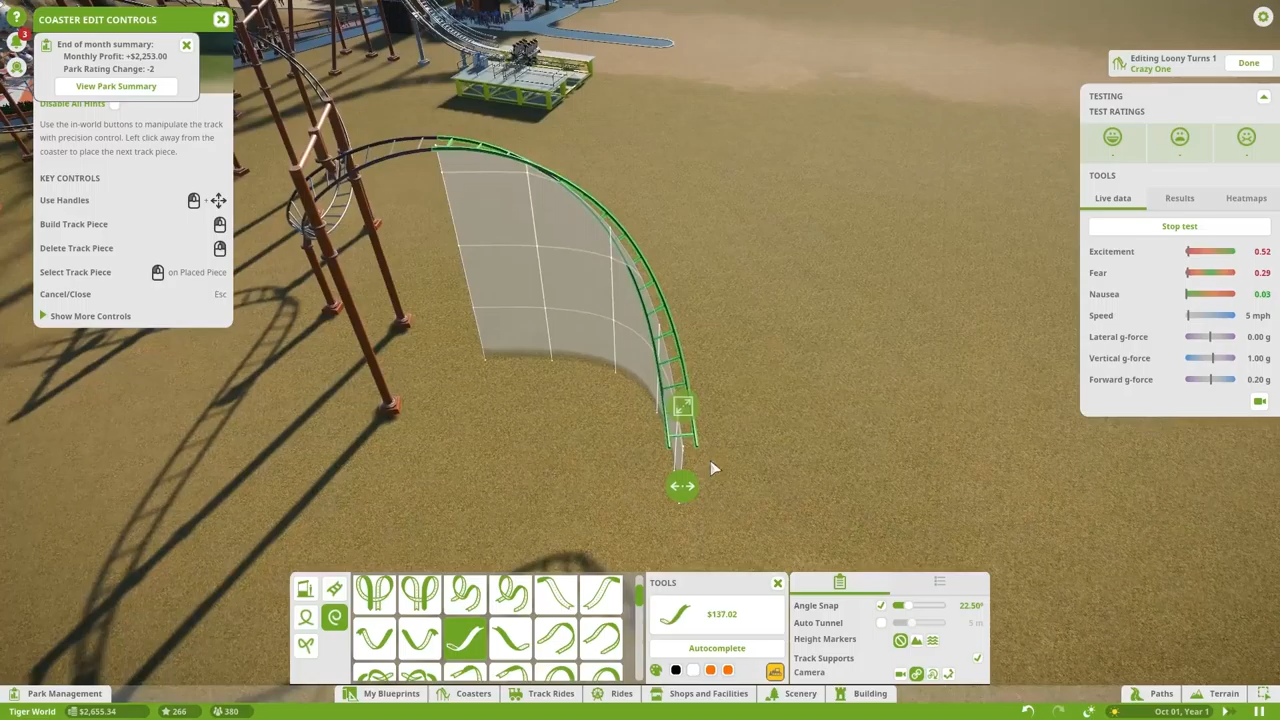 ?
COASTER EDIT CONTROLS
3
End of month summary:
Monthly Profit: +$2,253.00
Park Rating Change: -2
View Park Summary
Disable All Hints
Use the in-world buttons to manipulate the track
with precision control. Left click away from the
coaster to place the next track piece.
KEY CONTROLS
Use Handles
+
Build Track Piece
Delete Track Piece
Select Track Piece
on Placed Piece
Cancel/Close
Esc
Show More Controls
Editing Loony Turns 1
Crazy One
Done
TESTING
TEST RATINGS
- - -
TOOLS
Live data
Results
Heatmaps
Stop test
Excitement 0.52
Fear 0.29
Nausea 0.03
Speed 5 mph
Lateral g-force 0.00 g
Vertical g-force 1.00 g
Forward g-force 0.20 g
TOOLS
$137.02
Autocomplete
Angle Snap 22.50°
Auto Tunnel 5 m
Height Markers
Track Supports
Camera
Park Management
My Blueprints
Coasters
Track Rides
Rides
Shops and Facilities
Scenery
Building
Paths
Terrain
Tiger World
$2,655.34
266
380
Oct 01, Year 1